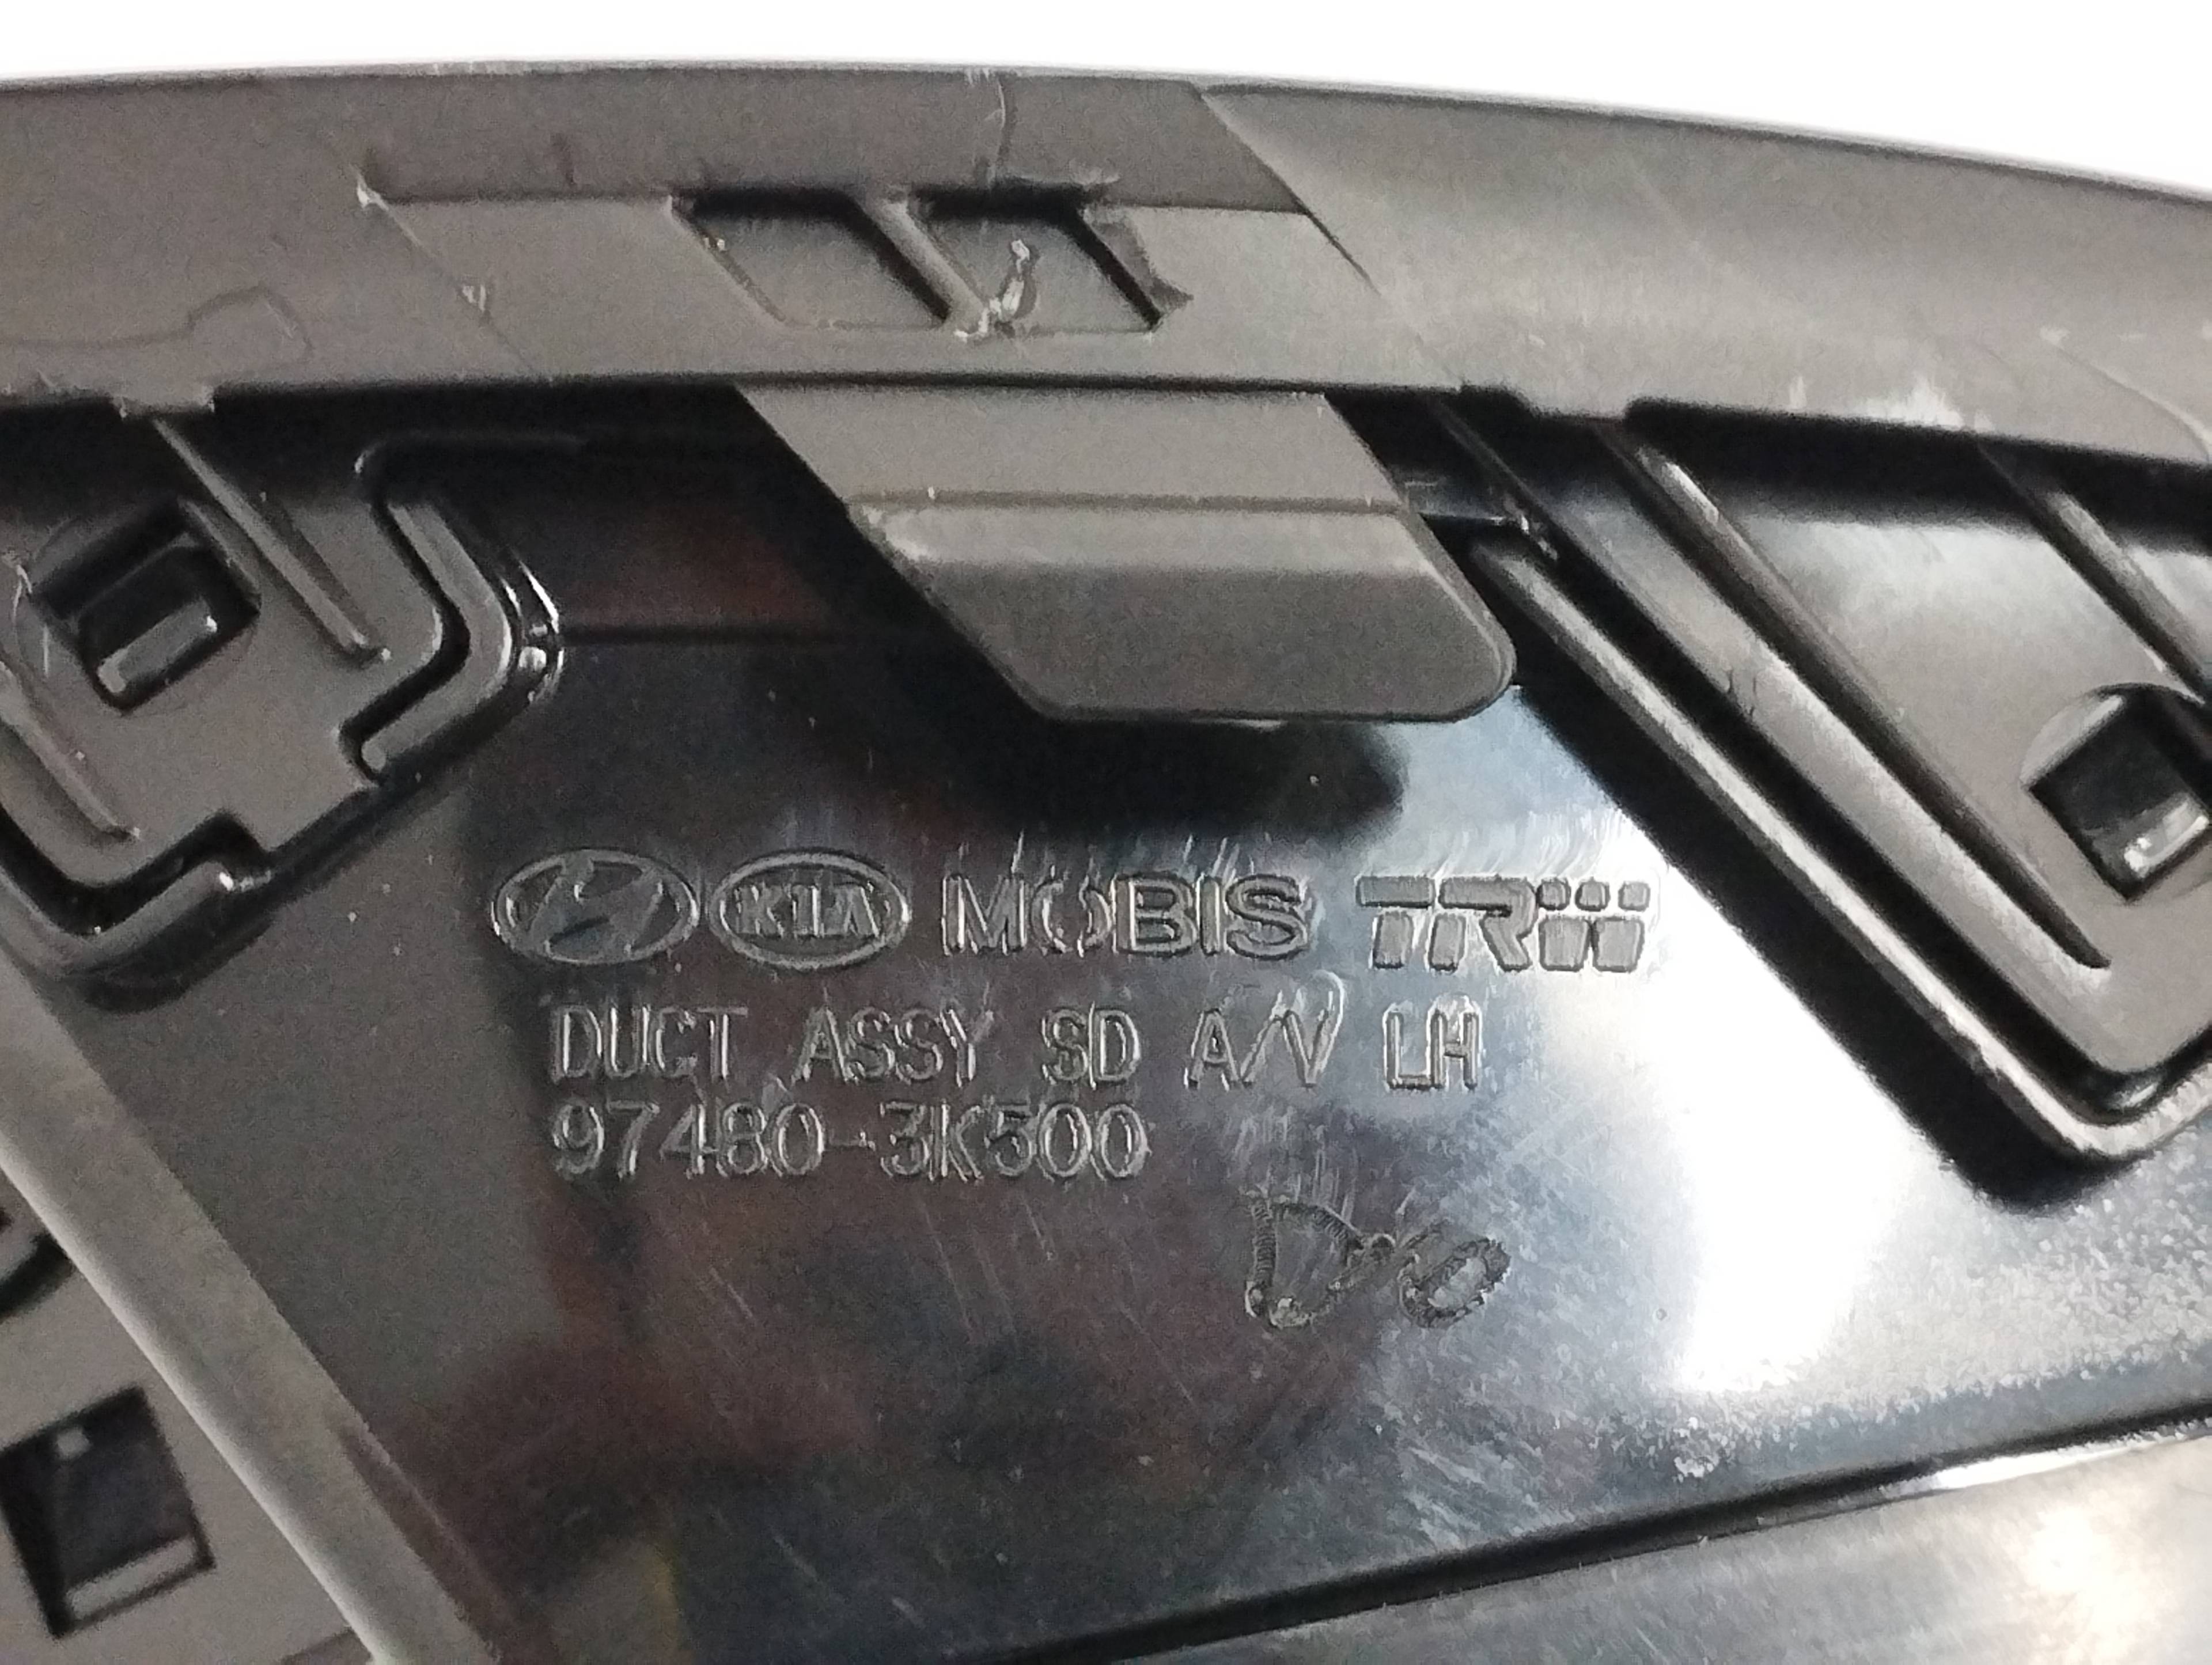 KIA MOBIS TRW
DUCT ASSY SD A/V LH
97480-3K500